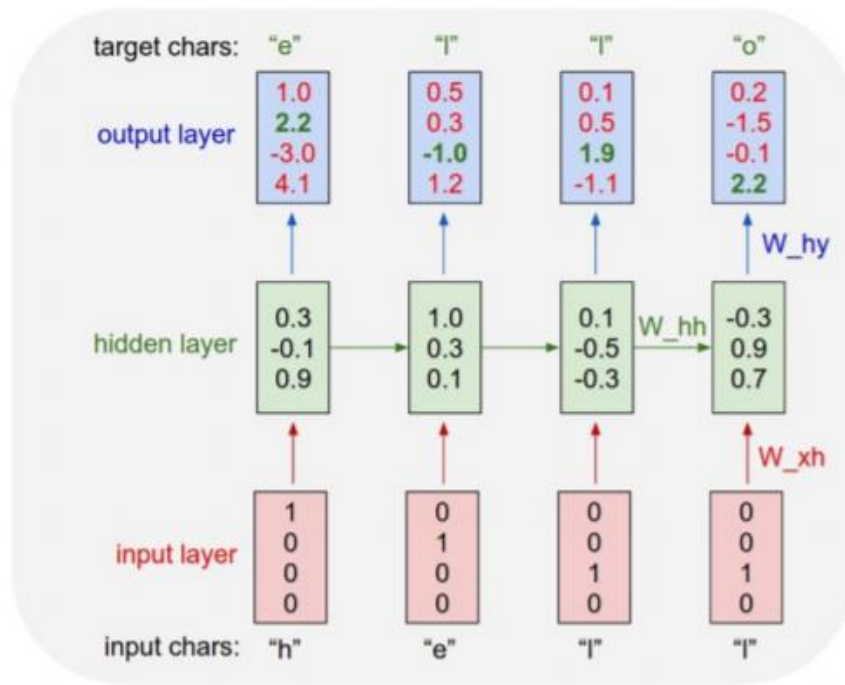 target chars: “e” “l” “l” “o”
1.0 0.5 0.1 0.2
2.2 0.3 0.5 -1.5
output layer
-3.0 -1.0 1.9 -0.1
4.1 1.2 -1.1 2.2
W_hy
0.3 1.0 0.1 W_hh -0.3
hidden layer -0.1 0.3 -0.5 0.9
0.9 0.1 -0.3 0.7
W_xh
1 0 0 0
0 1 0 0
input layer
0 0 1 1
0 0 0 0
input chars: “h” “e” “l” “l”